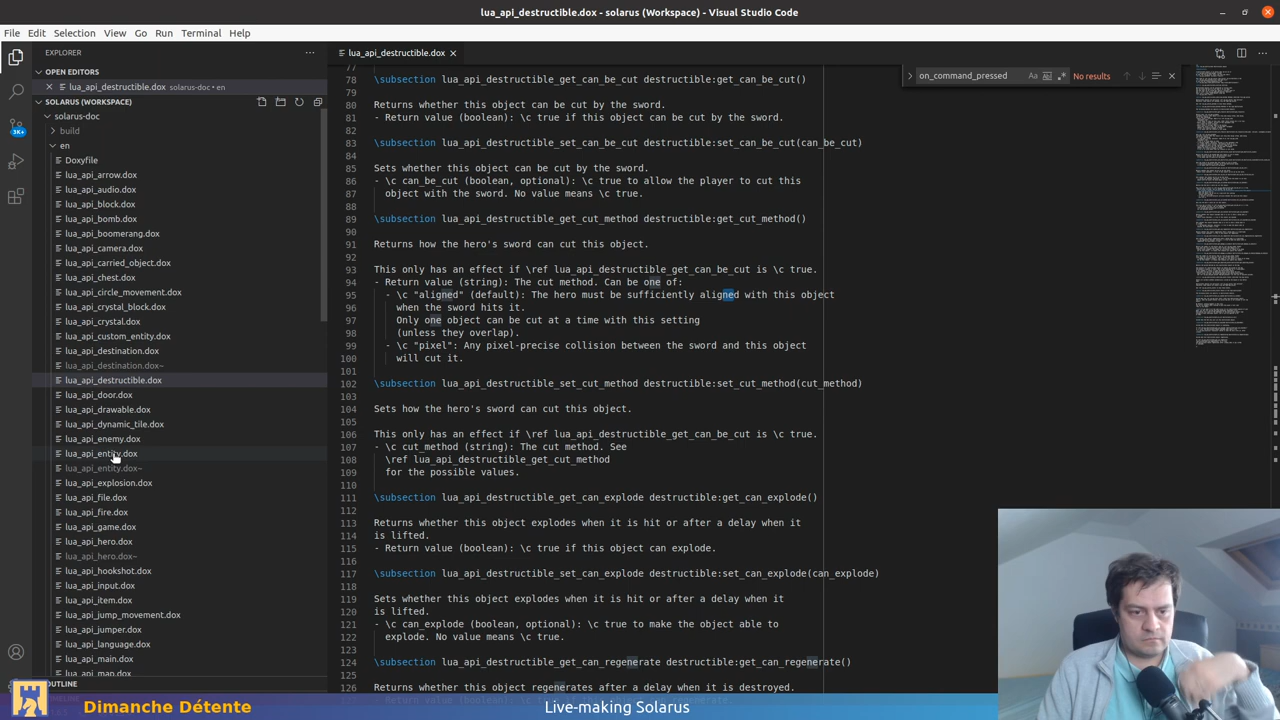 lua_api_destructible.dox - solarus (Workspace) - Visual Studio Code
File Edit Selection View Go Run Terminal Help
EXPLORER
OPEN EDITORS
lua_api_destructible.dox solarus-doc • en
SOLARUS (WORKSPACE)
solarus-doc
build
en
Doxyfile
lua_api_arrow.dox
lua_api_audio.dox
lua_api_block.dox
lua_api_bomb.dox
lua_api_boomerang.dox
lua_api_camera.dox
lua_api_carried_object.dox
lua_api_chest.dox
lua_api_circle_movement.dox
lua_api_crystal_block.dox
lua_api_crystal.dox
lua_api_custom_entity.dox
lua_api_destination.dox
lua_api_destination.dox~
lua_api_destructible.dox
lua_api_door.dox
lua_api_drawable.dox
lua_api_dynamic_tile.dox
lua_api_enemy.dox
lua_api_entity.dox
lua_api_entity.dox~
lua_api_explosion.dox
lua_api_file.dox
lua_api_fire.dox
lua_api_game.dox
lua_api_hero.dox
lua_api_hero.dox~
lua_api_hookshot.dox
lua_api_input.dox
lua_api_item.dox
lua_api_jump_movement.dox
lua_api_jumper.dox
lua_api_language.dox
lua_api_main.dox
lua_api_map.dox
OUTLINE
3K+
lua_api_destructible.dox
on_command_pressed Aa No results
77
78 \subsection lua_api_destructible_get_can_be_cut destructible:get_can_be_cut()
79
80 Returns whether this object can be cut by the sword.
81 - Return value (boolean): \c true if this object can be cut by the sword.
82
83 \subsection lua_api_destructible_set_can_be_cut destructible:set_can_be_cut(can_be_cut)
84
85 Sets whether this object can be cut by the sword.
86 - \c can_be_cut (boolean, optional): \c true to allow the player to cut this
87 object with the sword. No value means \c true.
88
89 \subsection lua_api_destructible_get_cut_method destructible:get_cut_method()
90
91 Returns how the hero's sword can cut this object.
92
93 This only has an effect if \ref lua_api_destructible_get_can_be_cut is \c true.
94 - Return value (string): The cut method. Can be one of:
95 - \c "aligned" (default): The hero must be sufficiently aligned with this object
96 when the sword hits.
97 Only one object can be cut at a time with this setting
98 (unless they overlap).
99 - \c "pixel": Any pixel-precise collision between the sword and this object
100 will cut it.
101
102 \subsection lua_api_destructible_set_cut_method destructible:set_cut_method(cut_method)
103
104 Sets how the hero's sword can cut this object.
105
106 This only has an effect if \ref lua_api_destructible_get_can_be_cut is \c true.
107 - \c cut_method (string): The cut method. See
108 \ref lua_api_destructible_get_cut_method
109 for the possible values.
110
111 \subsection lua_api_destructible_get_can_explode destructible:get_can_explode()
112
113 Returns whether this object explodes when it is hit or after a delay when it
114 is lifted.
115 - Return value (boolean): \c true if this object can explode.
116
117 \subsection lua_api_destructible_set_can_explode destructible:set_can_explode(can_explode)
118
119 Sets whether this object explodes when it is hit or after a delay when it
120 is lifted.
121 - \c can_explode (boolean, optional): \c true to make the object able to
122 explode. No value means \c true.
123
124 \subsection lua_api_destructible_get_can_regenerate destructible:get_can_regenerate()
125
126 Returns whether this object regenerates after a delay when it is destroyed.
Dimanche Détente
Live-making Solarus